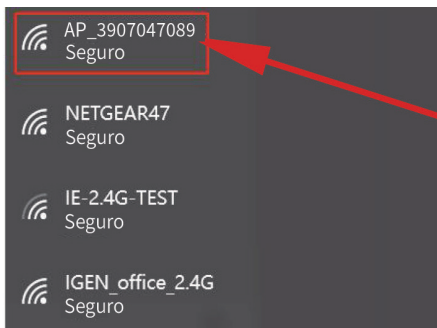 AP_3907047089
Seguro
NETGEAR47
Seguro
IE-2.4G-TEST
Seguro
IGEN_office_2.4G
Seguro